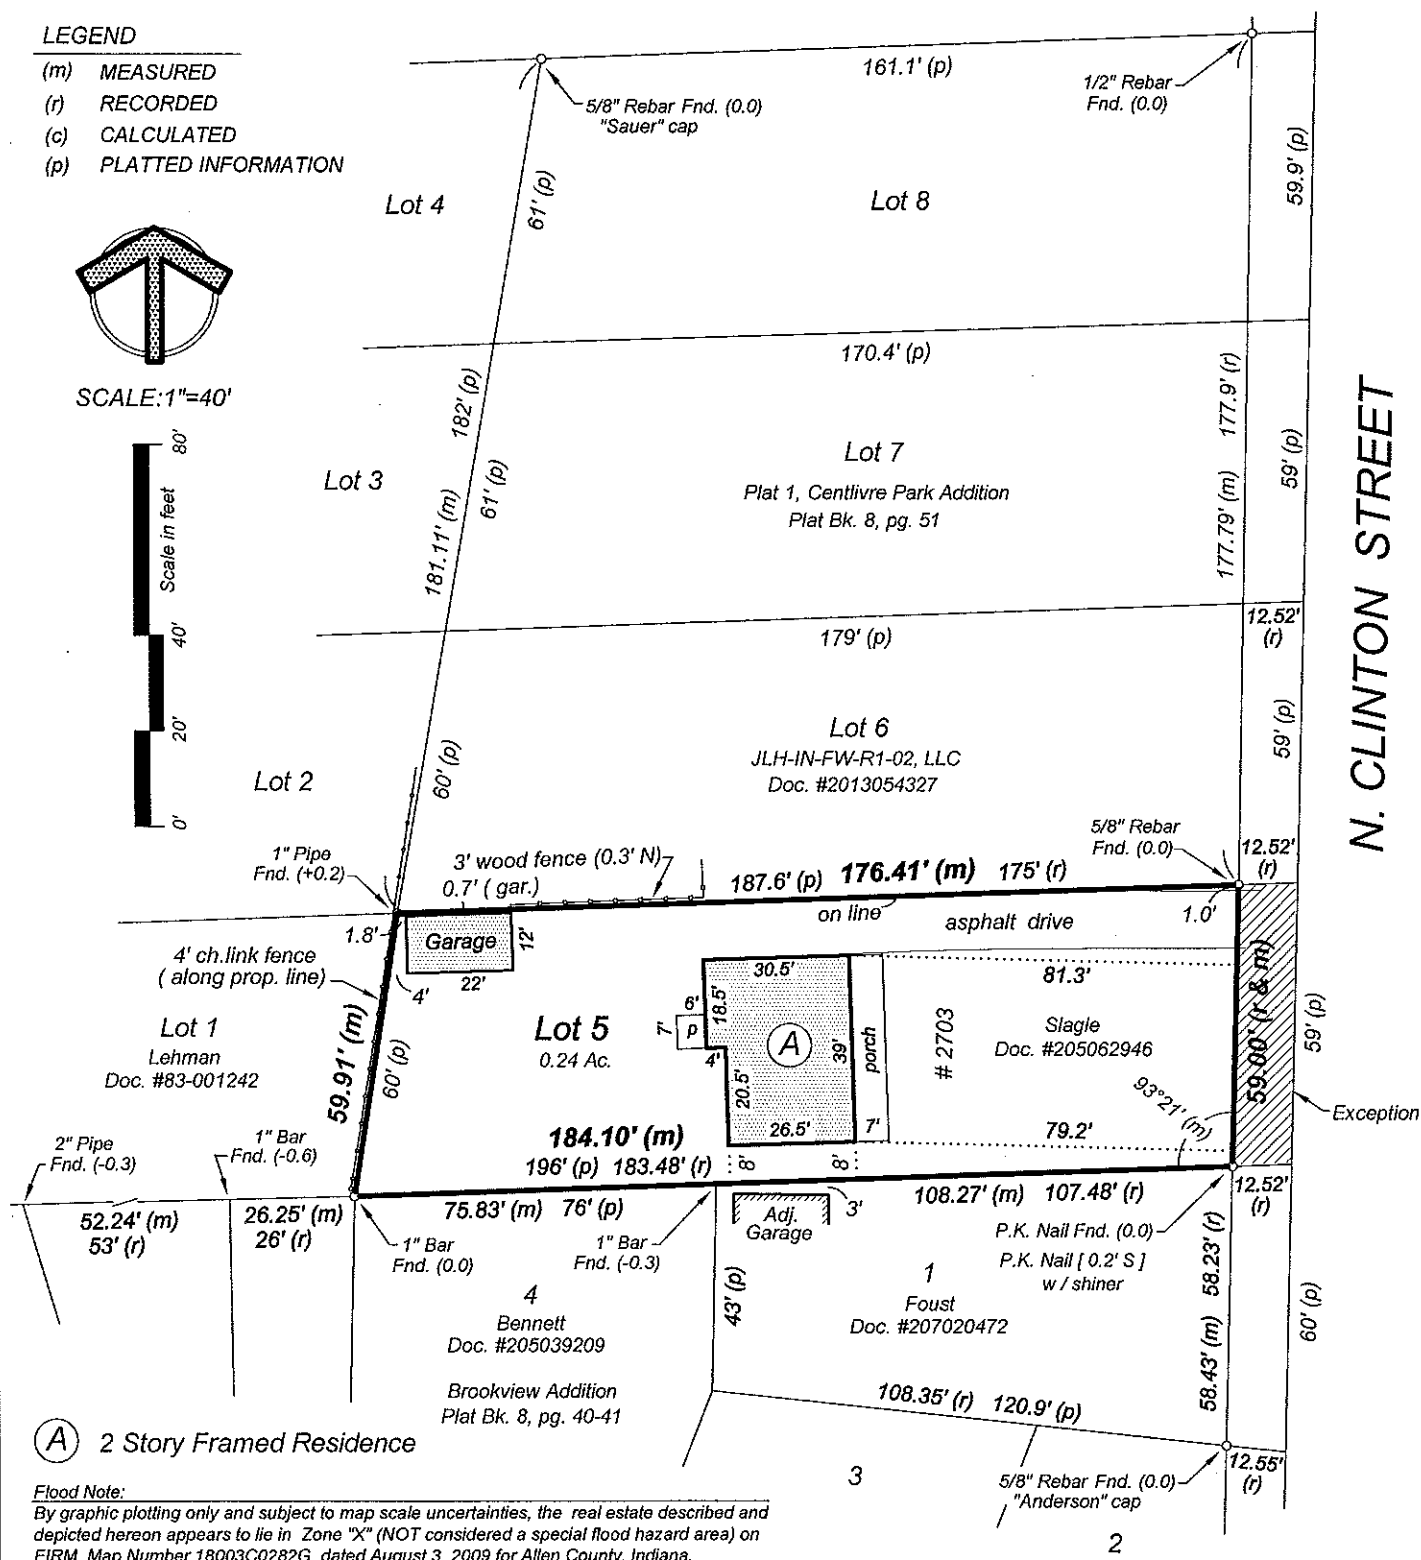 LEGEND
(m) MEASURED
(r) RECORDED
(c) CALCULATED
(p) PLATTED INFORMATION
SCALE:1"=40'
80'
40'
20'
0'
Scale in feet
161.1' (p)
5/8" Rebar Fnd. (0.0)
"Sauer" cap
1/2" Rebar
Fnd. (0.0)
59.9' (p)
61' (p)
Lot 4
Lot 8
170.4' (p)
182' (p)
181.11' (m)
61' (p)
Lot 3
Lot 7
Plat 1, Centlivre Park Addition
Plat Bk. 8, pg. 51
177.9' (r)
177.79' (m)
59' (p)
N. CLINTON STREET
179' (p)
12.52'
(r)
Lot 2
60' (p)
Lot 6
JLH-IN-FW-R1-02, LLC
Doc. #2013054327
59' (p)
1" Pipe
Fnd. (+0.2)
3' wood fence (0.3' N)
0.7' ( gar.)
187.6' (p) 176.41' (m) 175' (r)
5/8" Rebar
Fnd. (0.0)
12.52'
(r)
on line
asphalt drive
1.0'
1.8'
Garage
12'
22'
4'
4' ch.link fence
( along prop. line)
30.5'
18.5'
6'
7'
p
4'
20.5'
26.5'
39'
A
porch
7'
81.3'
79.2'
# 2703
Slagle
Doc. #205062946
Lot 5
0.24 Ac.
Lot 1
Lehman
Doc. #83-001242
59.91' (m)
60' (p)
59.00' (r & m)
59' (p)
93°21' (m)
Exception
184.10' (m)
196' (p) 183.48' (r)
8'
8'
2" Pipe
Fnd. (-0.3)
1" Bar
Fnd. (-0.6)
52.24' (m)
53' (r)
26.25' (m)
26' (r)
75.83' (m) 76' (p)
108.27' (m) 107.48' (r)
12.52'
(r)
1" Bar
Fnd. (0.0)
1" Bar
Fnd. (-0.3)
Adj.
Garage
3'
P.K. Nail Fnd. (0.0)
P.K. Nail [ 0.2' S ]
w / shiner
58.23' (r)
58.43' (m)
60' (p)
43' (p)
4
Bennett
Doc. #205039209
Brookview Addition
Plat Bk. 8, pg. 40-41
1
Foust
Doc. #207020472
108.35' (r) 120.9' (p)
3
5/8" Rebar Fnd. (0.0)
"Anderson" cap
12.55'
(r)
2
A 2 Story Framed Residence
Flood Note:
By graphic plotting only and subject to map scale uncertainties, the real estate described and
depicted hereon appears to lie in Zone "X" (NOT considered a special flood hazard area) on
FIRM, Map Number 18003C0282G, dated August 3, 2009 for Allen County, Indiana.